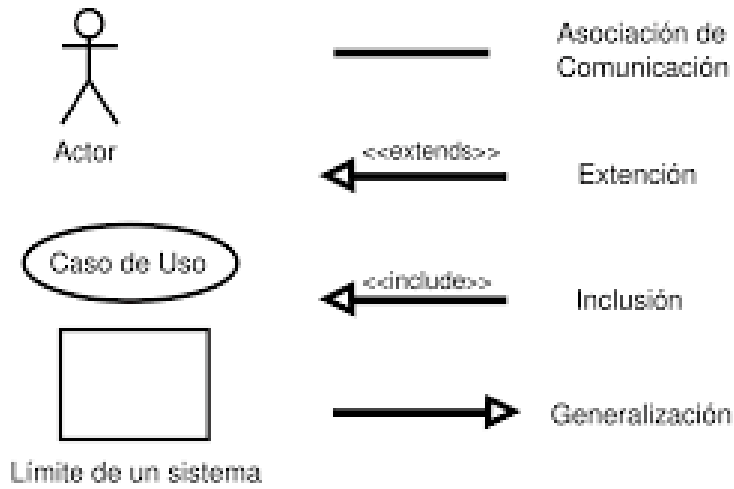 Actor
Caso de Uso
Límite de un sistema
Asociación de
Comunicación
<<extends>>
Extención
<<include>>
Inclusión
Generalización